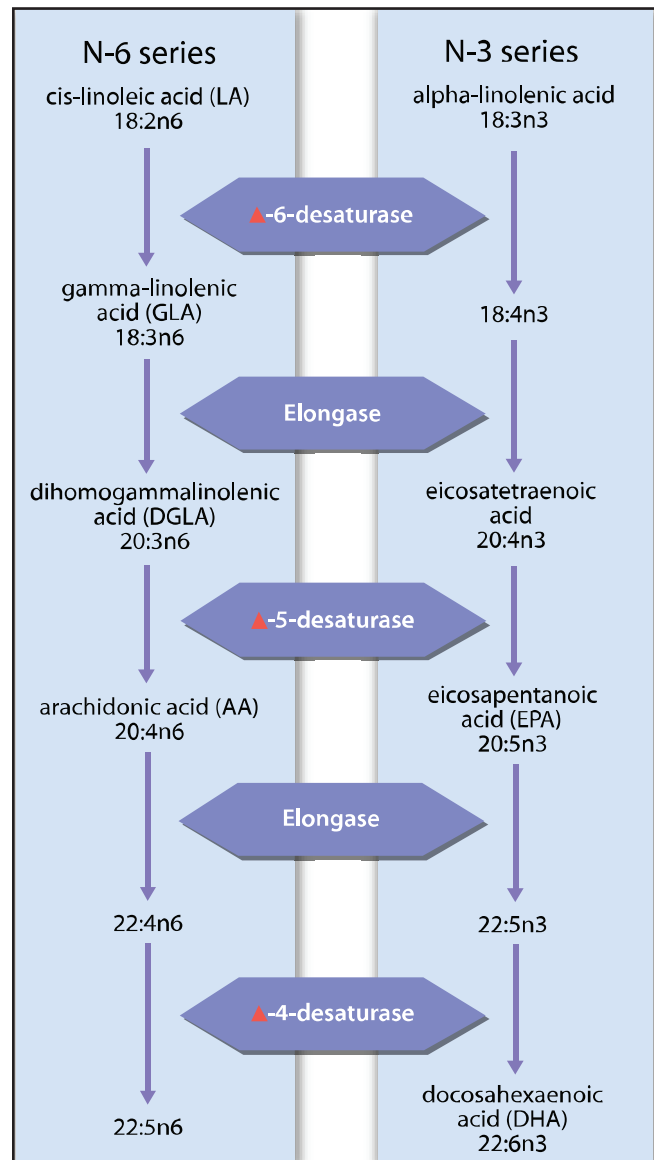 N-6 series
cis-linoleic acid (LA)
18:2n6
gamma-linolenic
acid (GLA)
18:3n6
dihomogammalinolenic
acid (DGLA)
20:3n6
arachidonic acid (AA)
20:4n6
22:4n6
22:5n6
▲-6-desaturase
Elongase
▲-5-desaturase
Elongase
▲-4-desaturase
N-3 series
alpha-linolenic acid
18:3n3
18:4n3
eicosatetraenoic
acid
20:4n3
eicosapentanoic
acid (EPA)
20:5n3
22:5n3
docosahexaenoic
acid (DHA)
22:6n3